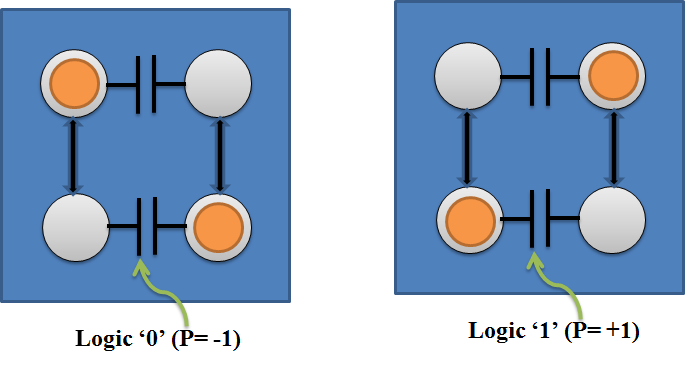 Logic ‘0’ (P= -1)
Logic ‘1’ (P= +1)